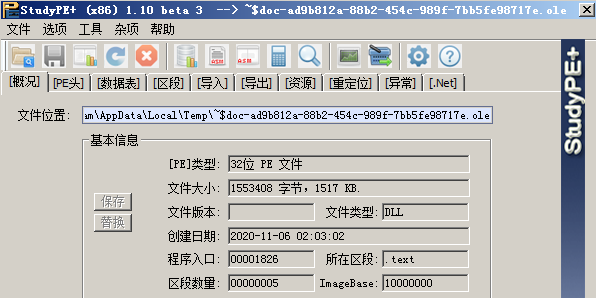 StudyPE+ (x86) 1.10 beta 3 --> ~$doc-ad9b812a-88b2-454c-989f-7bb5fe98717e.ole
文件 选项 工具 杂项 帮助
[概况] [PE头] [数据表] [区段] [导入] [导出] [资源] [重定位] [异常] [.Net]
文件位置: am\AppData\Local\Temp\~$doc-ad9b812a-88b2-454c-989f-7bb5fe98717e.ole
基本信息
[PE]类型: 32位 PE 文件
文件大小: 1553408 字节，1517 KB.
保存
文件版本: 文件类型: DLL
替换
创建日期: 2020-11-06 02:03:02
程序入口: 00001826 所在区段: .text
区段数量: 00000005 ImageBase: 10000000
StudyPE+